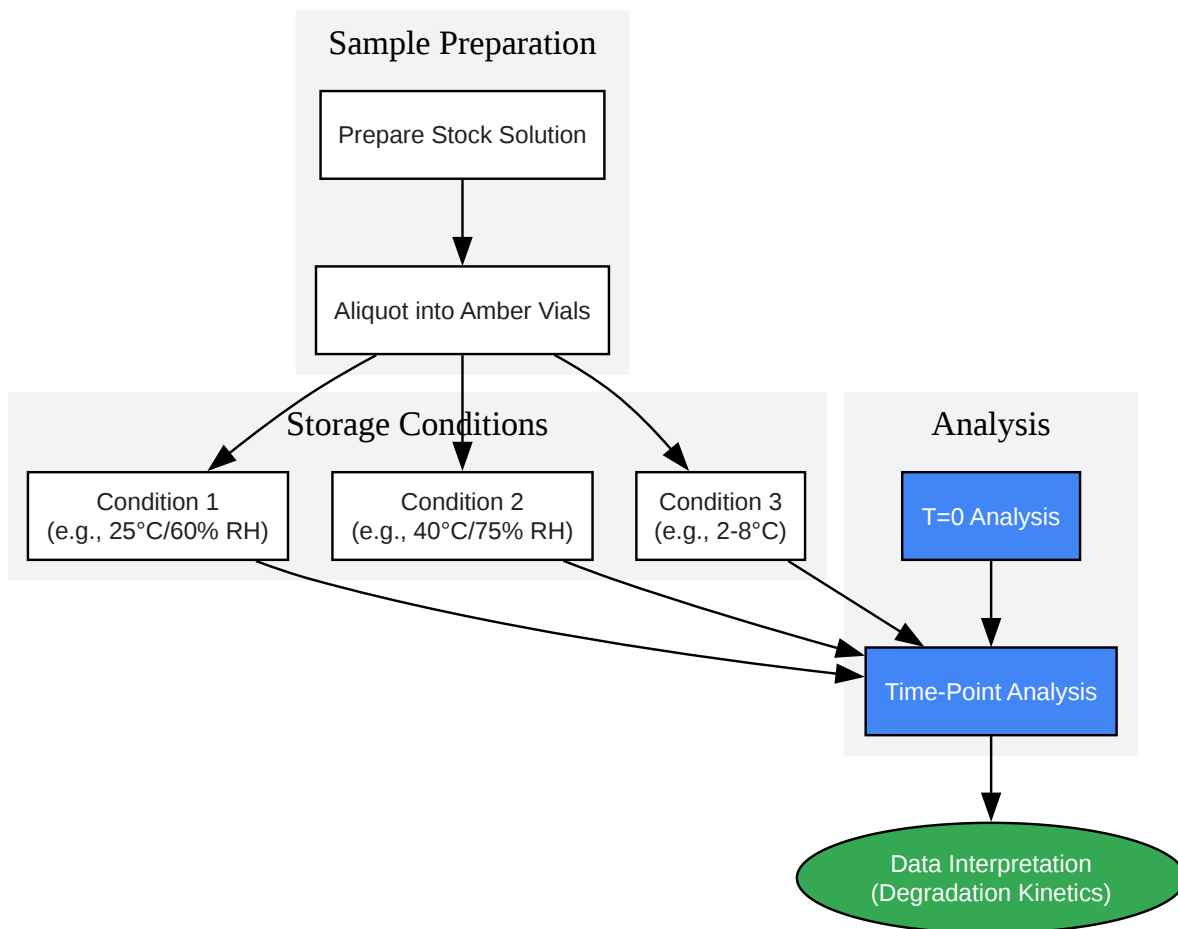 Sample Preparation
Prepare Stock Solution
Aliquot into Amber Vials
Storage Conditions
Condition 1
(e.g., 25°C/60% RH)
Condition 2
(e.g., 40°C/75% RH)
Condition 3
(e.g., 2-8°C)
Analysis
T=0 Analysis
Time-Point Analysis
Data Interpretation
(Degradation Kinetics)